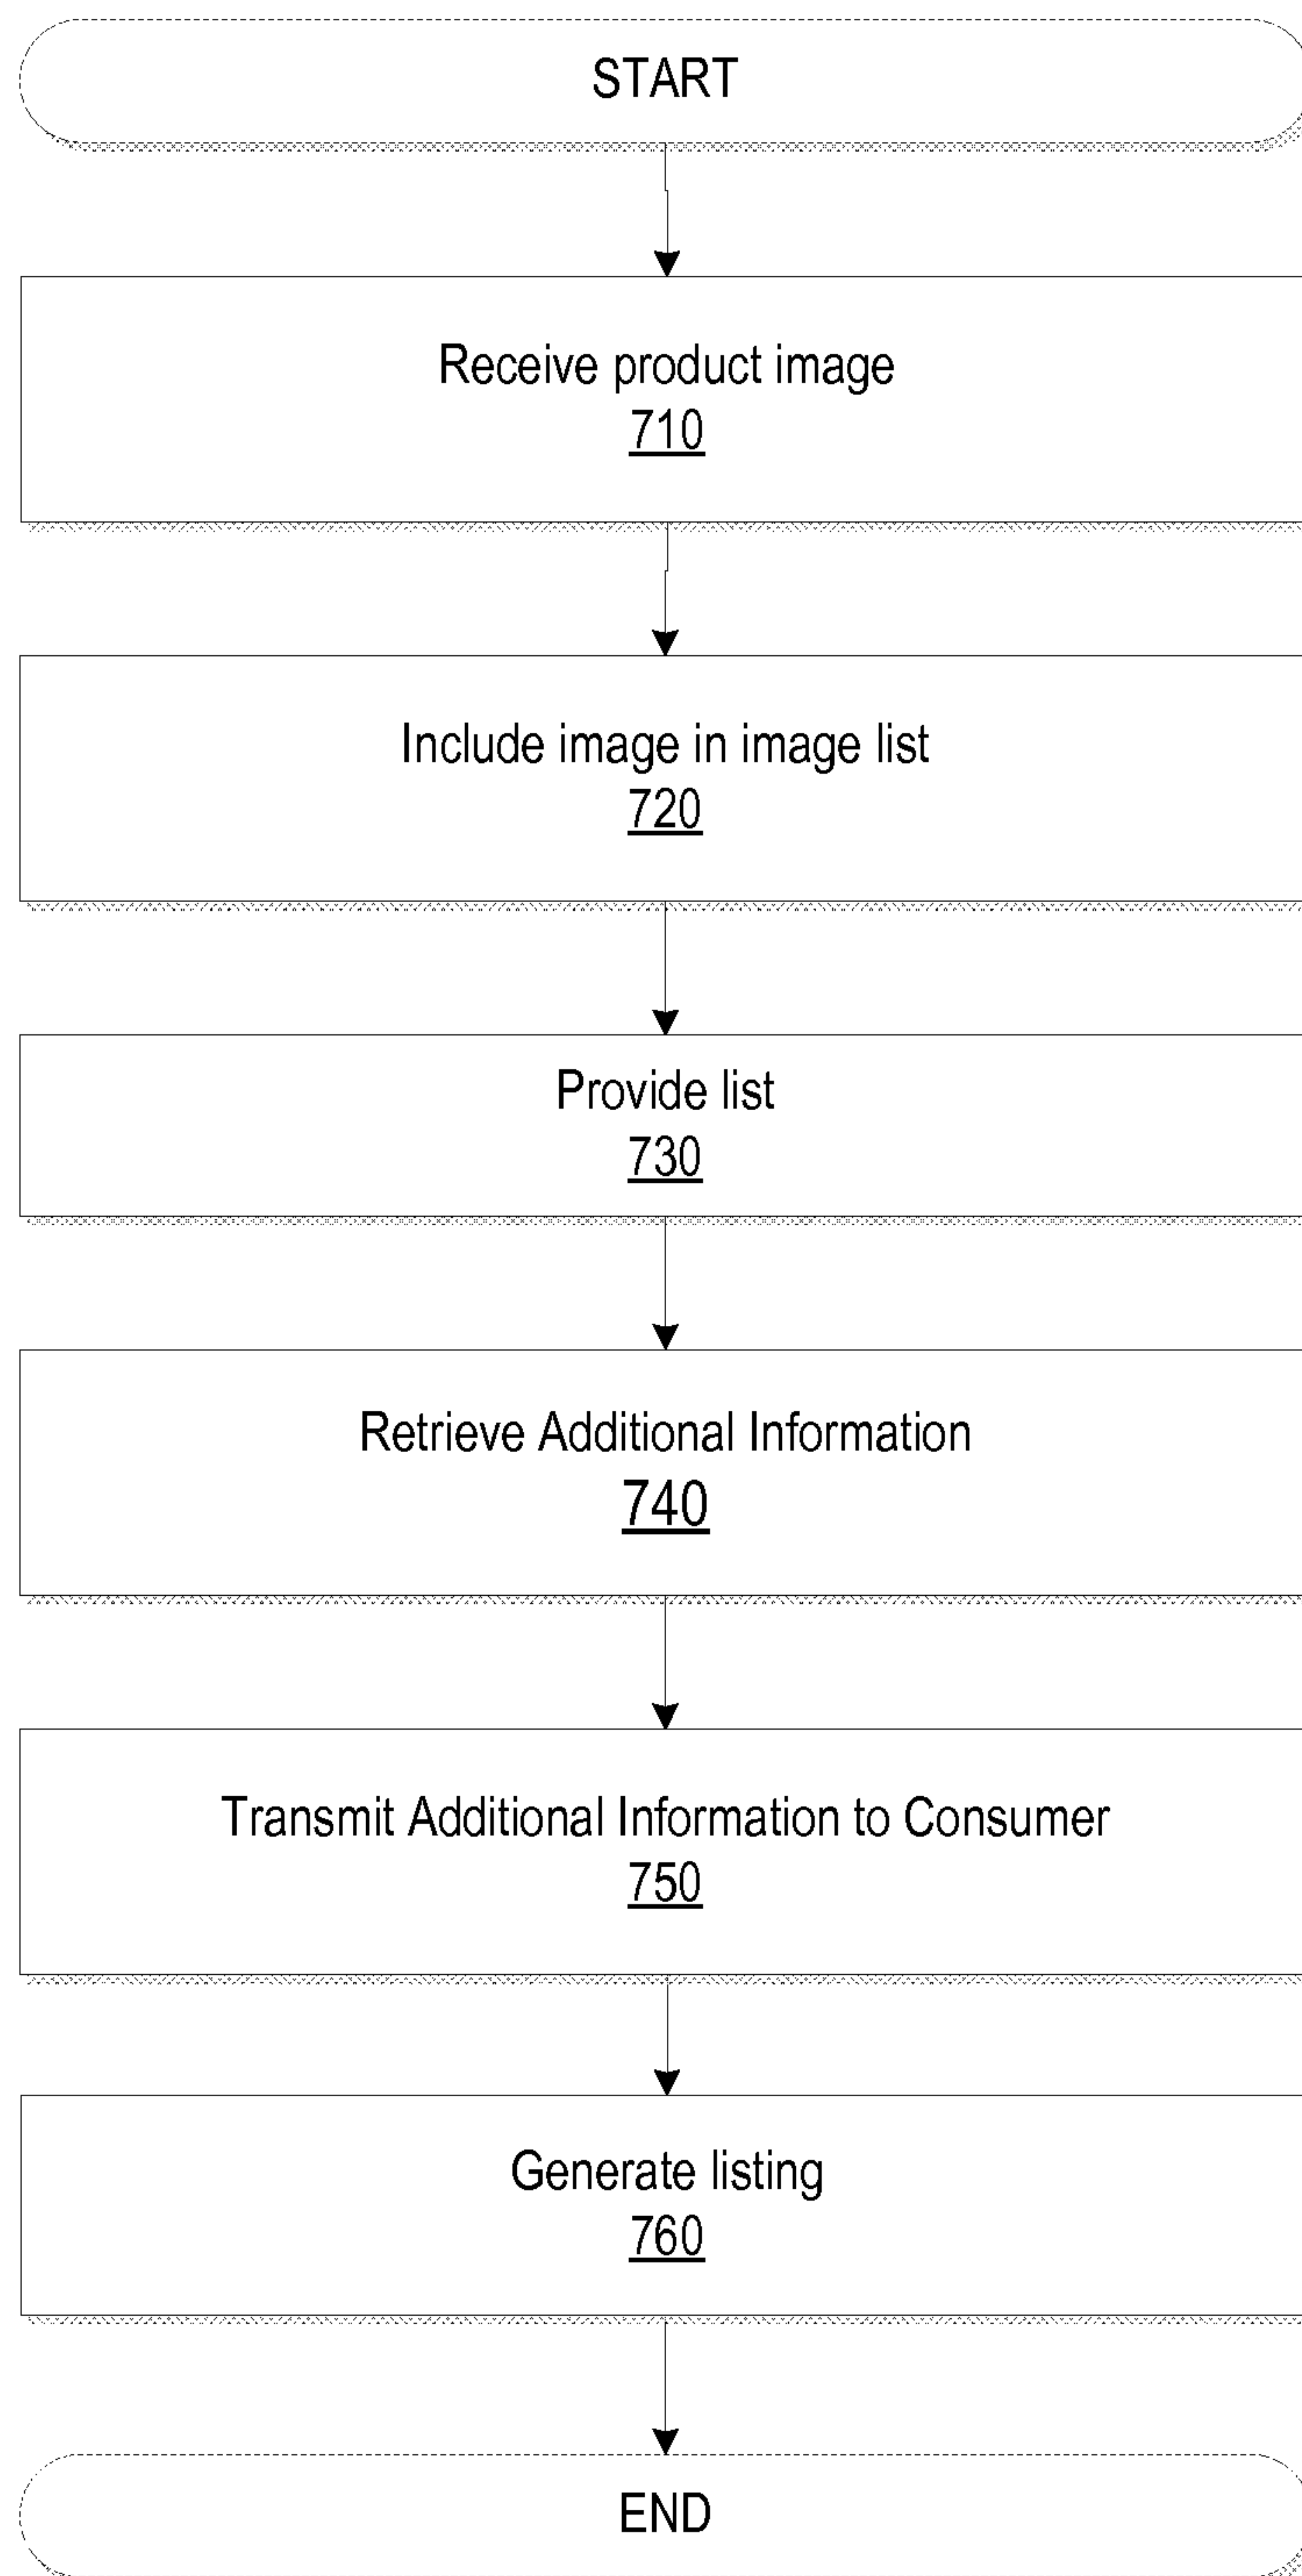 START
Receive product image
710
Include image in image list
720
Provide list
730
Retrieve Additional Information
740
Transmit Additional Information to Consumer
750
Generate listing
760
END